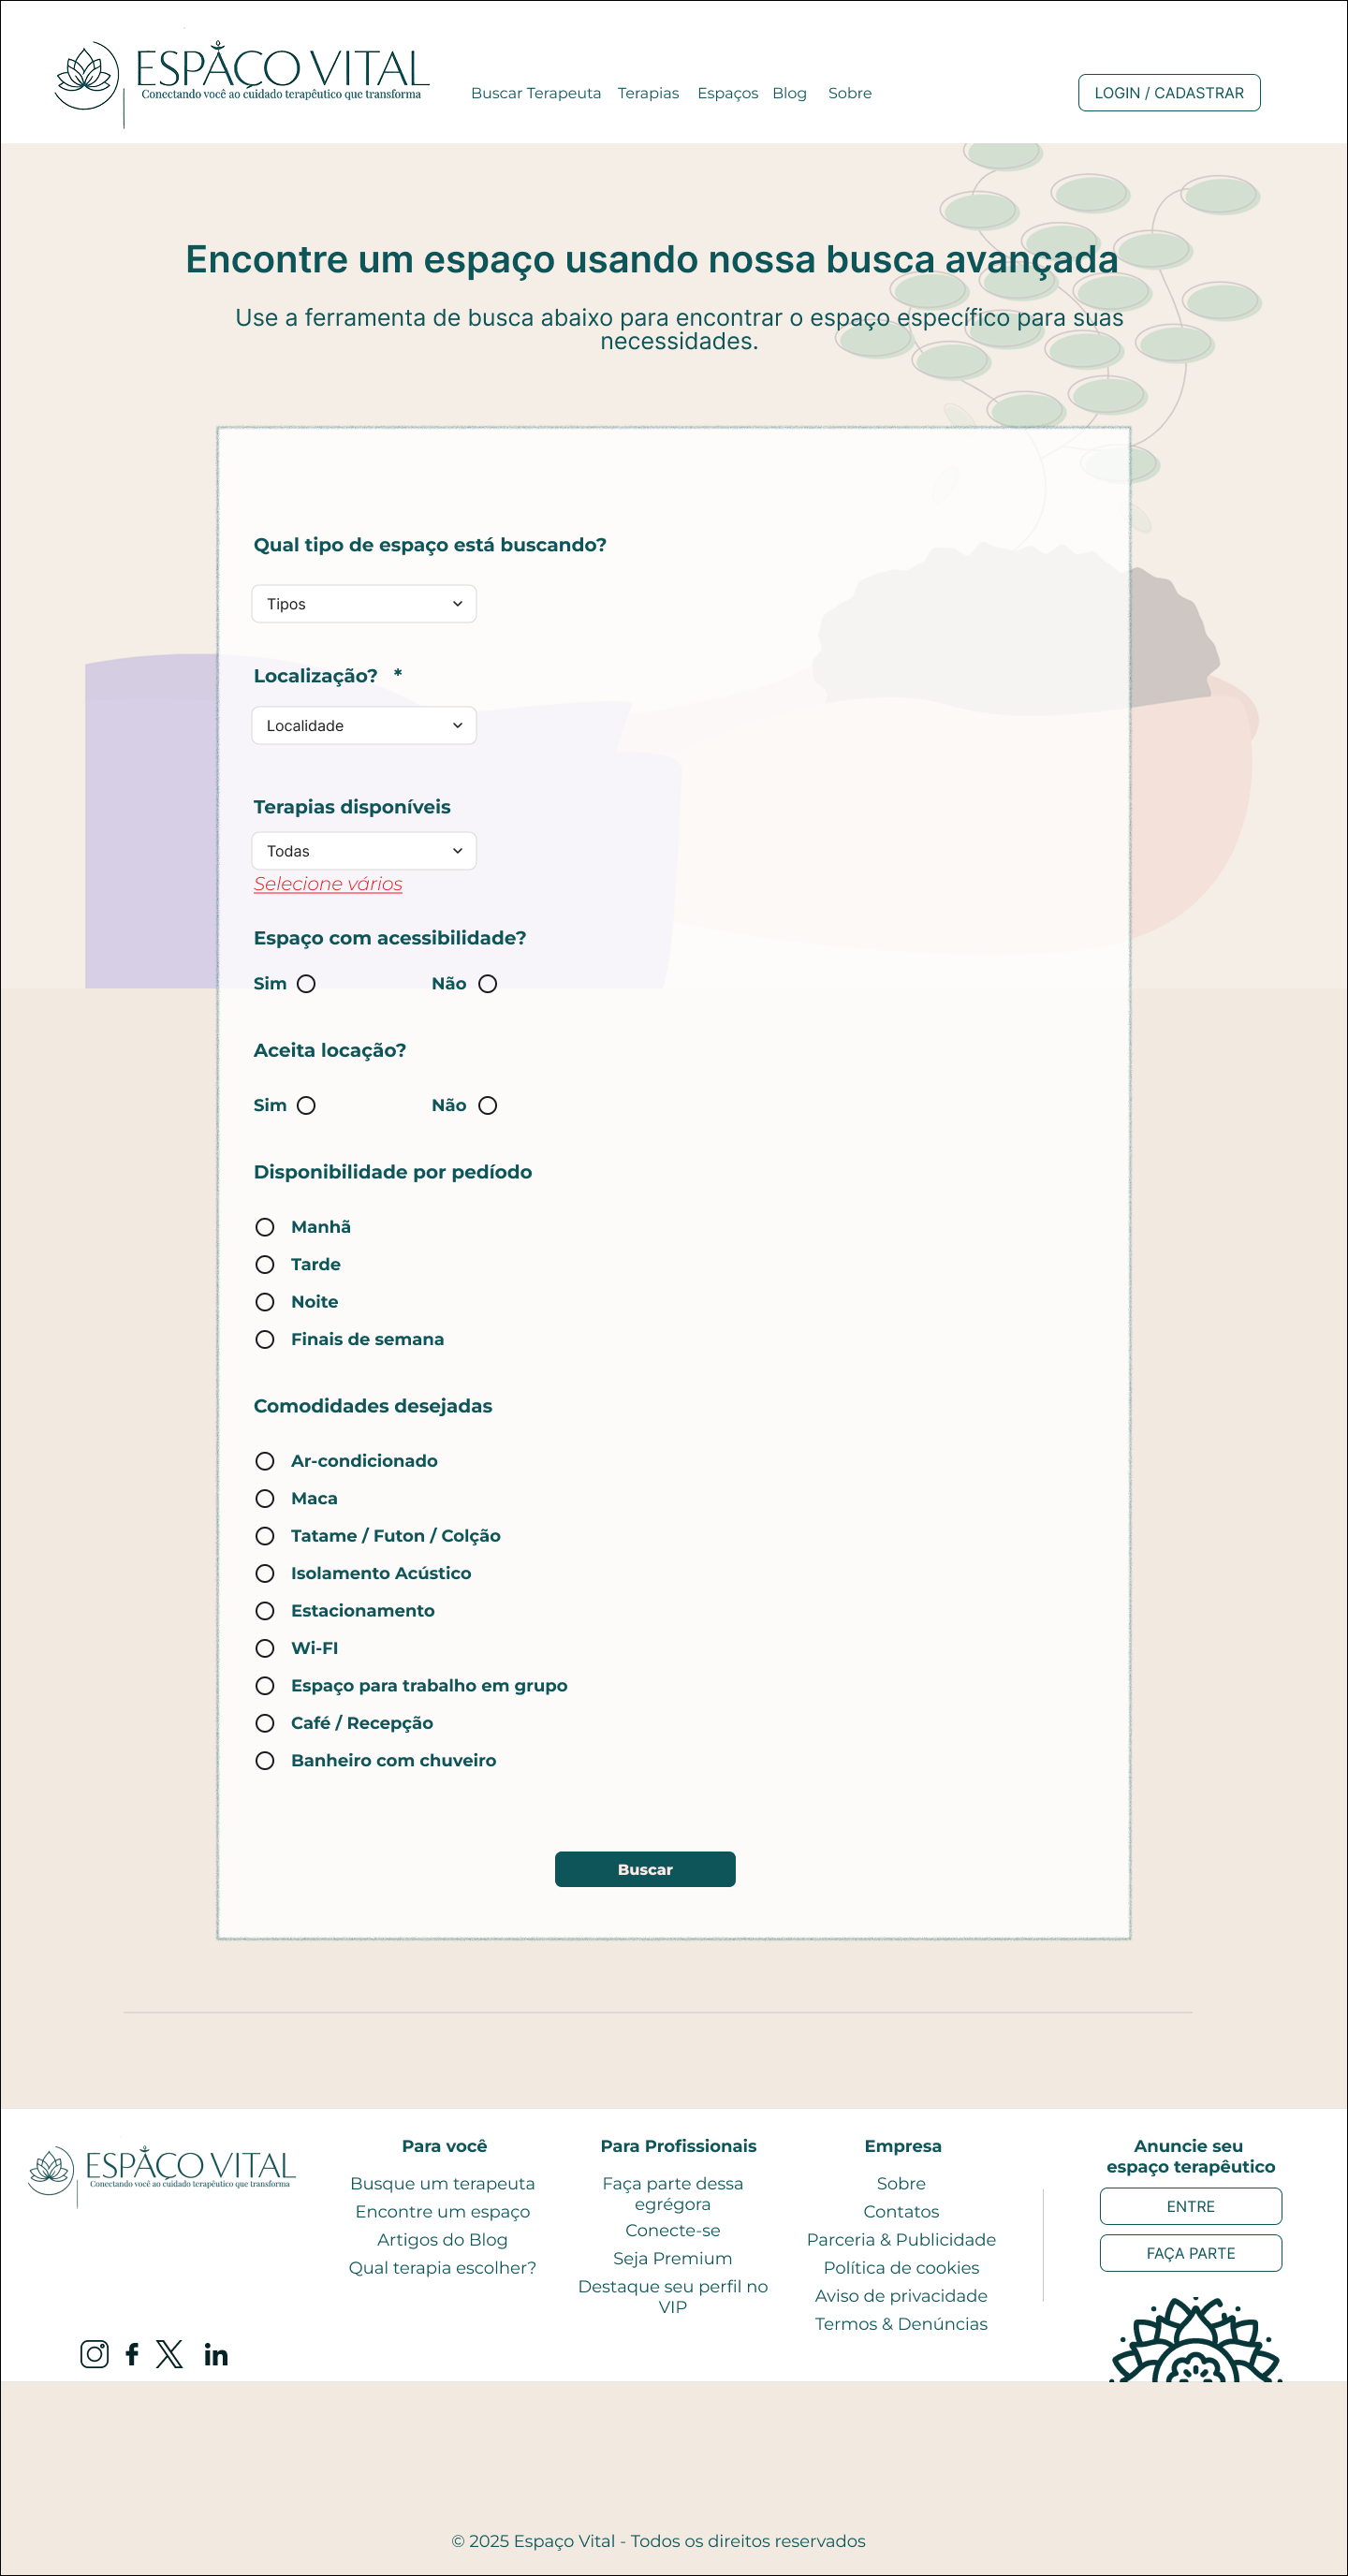 ESPAÇO VITAL
Conectando você ao cuidado terapêutico que transforma
Buscar Terapeuta Terapias Espaços Blog Sobre
LOGIN / CADASTRAR
Encontre um espaço usando nossa busca avançada
Use a ferramenta de busca abaixo para encontrar o espaço específico para suas
necessidades.
Qual tipo de espaço está buscando?
Tipos
Localização? *
Localidade
Terapias disponíveis
Todas
Selecione vários
Espaço com acessibilidade?
Sim Não
Aceita locação?
Sim Não
Disponibilidade por pedíodo
Manhã
Tarde
Noite
Finais de semana
Comodidades desejadas
Ar-condicionado
Maca
Tatame / Futon / Colção
Isolamento Acústico
Estacionamento
Wi-FI
Espaço para trabalho em grupo
Café / Recepção
Banheiro com chuveiro
Buscar
ESPAÇO VITAL
Conectando você ao cuidado terapêutico que transforma
Para você
Busque um terapeuta
Encontre um espaço
Artigos do Blog
Qual terapia escolher?
Para Profissionais
Faça parte dessa
egrégora
Conecte-se
Seja Premium
Destaque seu perfil no
VIP
Empresa
Sobre
Contatos
Parceria & Publicidade
Política de cookies
Aviso de privacidade
Termos & Denúncias
Anuncie seu
espaço terapêutico
ENTRE
FAÇA PARTE
© 2025 Espaço Vital - Todos os direitos reservados